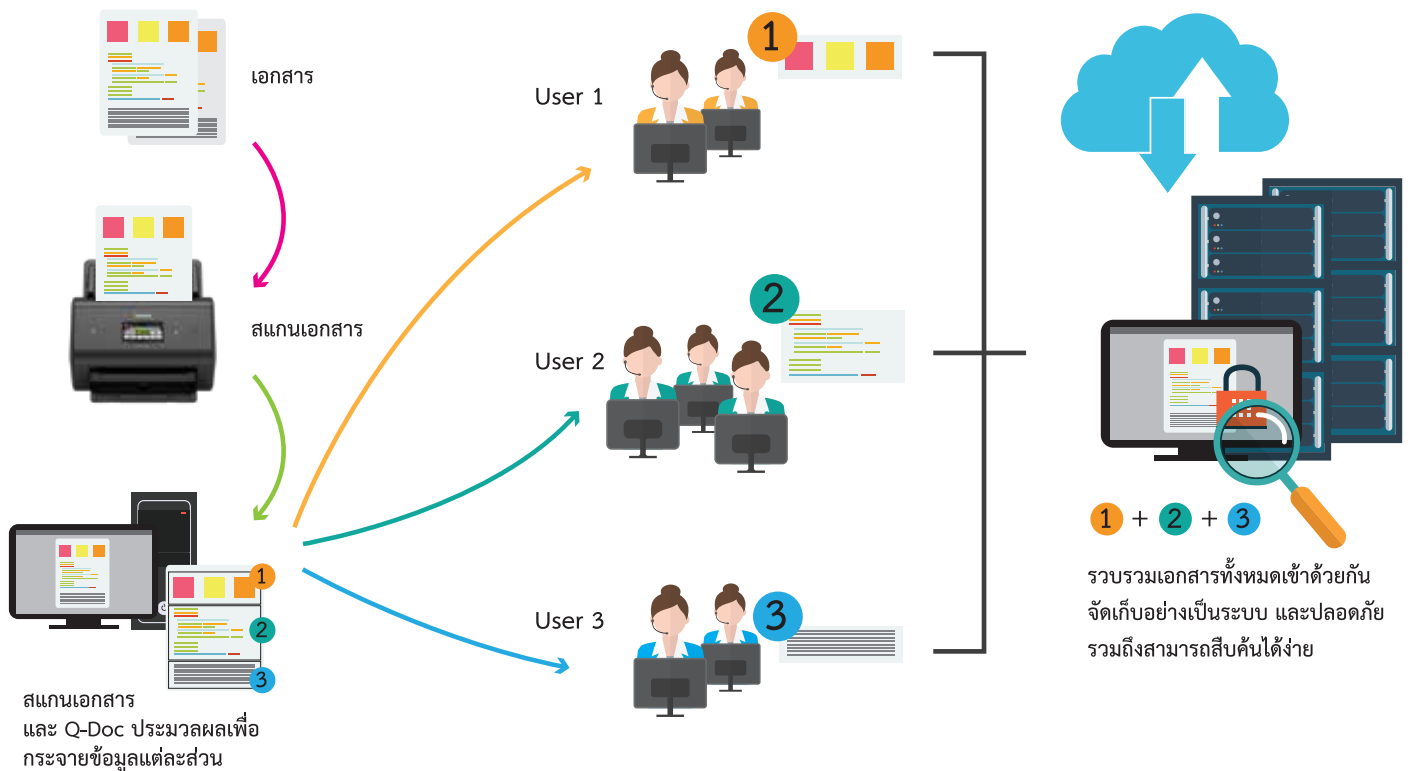 เอกสาร
สแกนเอกสาร
1
2
3
สแกนเอกสาร
และ Q-Doc ประมวลผลเพื่อ
กระจายข้อมูลแต่ละส่วน
User 1
1
User 2
2
User 3
3
1 + 2 + 3
รวบรวมเอกสารทั้งหมดเข้าด้วยกัน
จัดเก็บอย่างเป็นระบบ และปลอดภัย
รวมถึงสามารถสืบค้นได้ง่าย